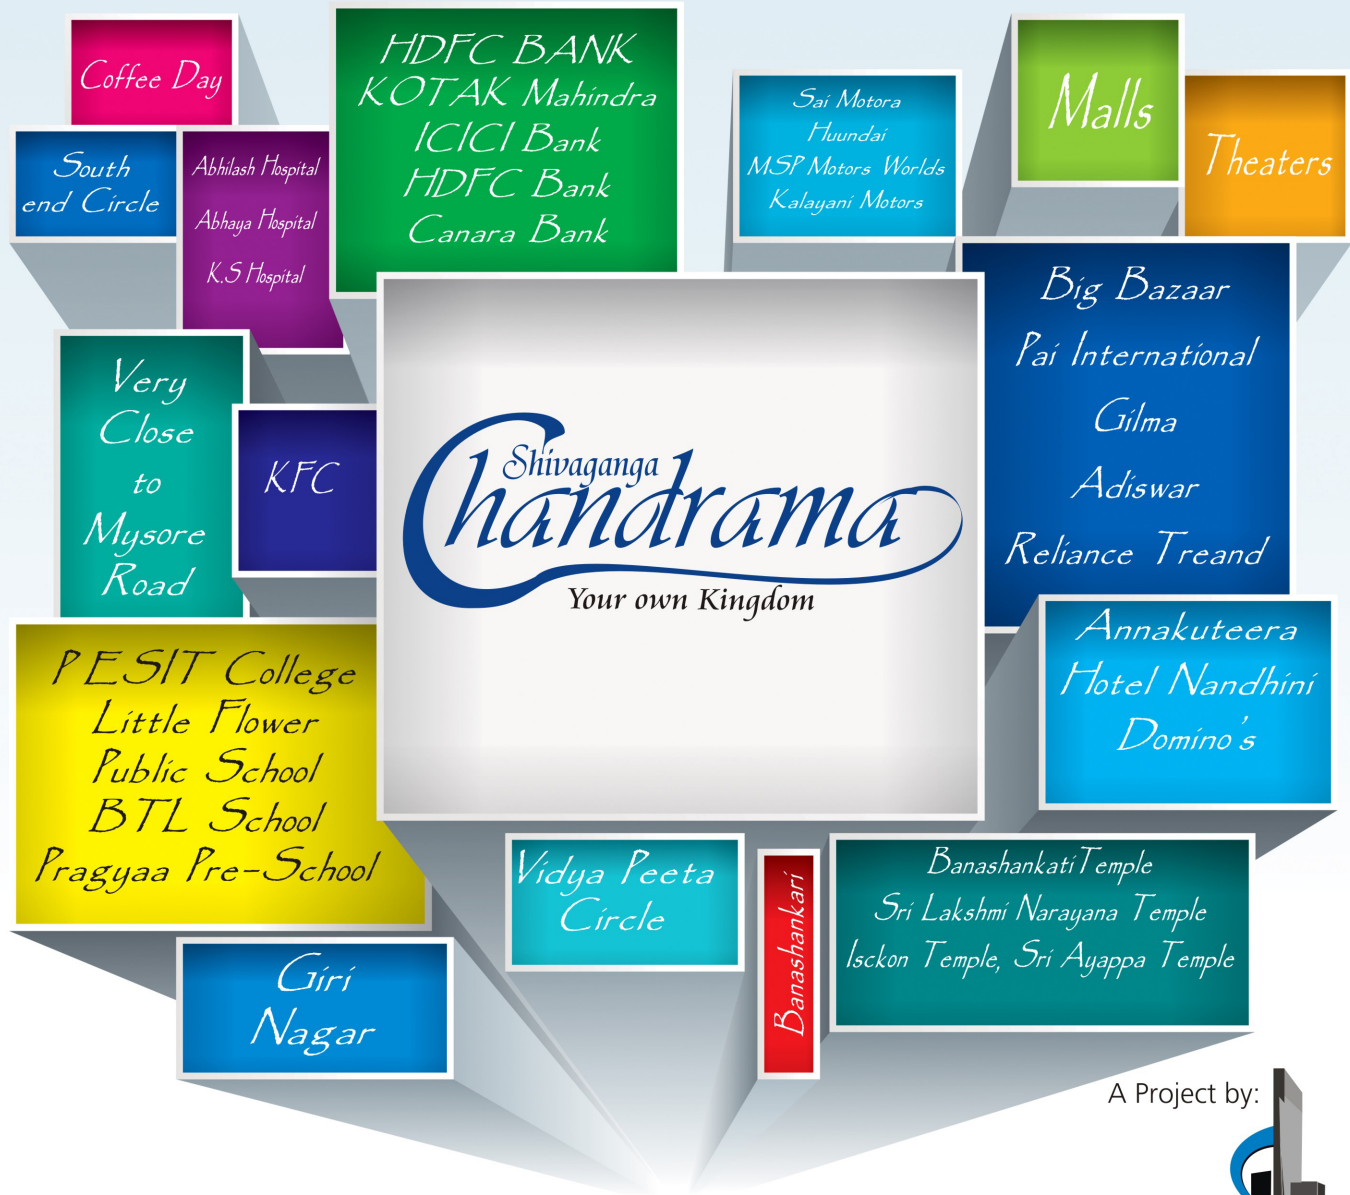 Coffee Day
South
end Circle
Abhilash Hospital
Abhaya Hospital
K.S Hospital
HDFC BANK
KOTAK Mahindra
ICICI Bank
HDFC Bank
Canara Bank
Sai Motora
Huundai
MSP Motors Worlds
Kalayani Motors
Malls
Theaters
Big Bazaar
Pai International
Gilma
Adiswar
Reliance Treand
Very
Close
to
Mysore
Road
KFC
Shivaganga
Chandrama
Your own Kingdom
Annakuteera
Hotel Nandhini
Domino's
PESIT College
Little Flower
Public School
BTL School
Pragyaa Pre-School
Vidya Peeta
Circle
Banashankari
BanashankatiTemple
Sri Lakshmi Narayana Temple
Isckon Temple, Sri Ayappa Temple
Giri
Nagar
A Project by: